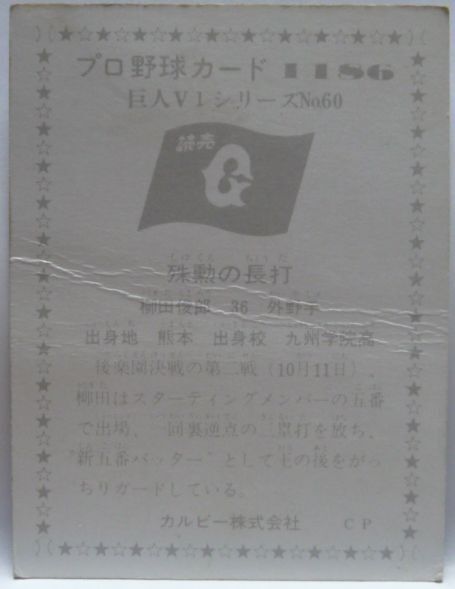 プロ野球カード 1186
巨人V1シリーズNo.60
読売
殊勲の長打
柳田俊郎 36 外野手
出身地 熊本 出身校 九州学院高
後楽園決戦の第二戦（10月11日）、
柳田はスターティングメンバーの五番
で出場、一回裏逆点の二塁打を放ち、
“新五番バッター”として王の後をがっ
ちりガードしている。
カルビー株式会社 CP